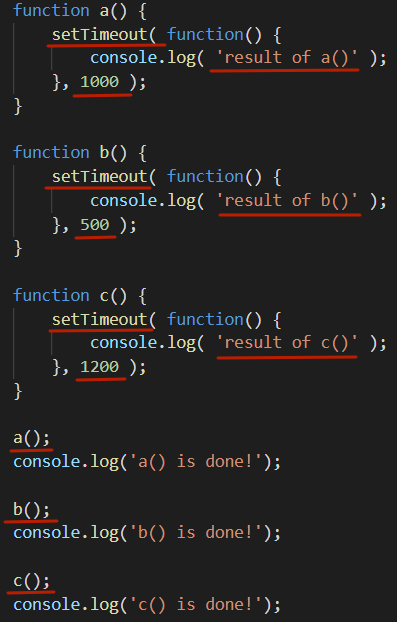 function a() {
    setTimeout( function() {
        console.log( 'result of a()' );
    }, 1000 );
}

function b() {
    setTimeout( function() {
        console.log( 'result of b()' );
    }, 500 );
}

function c() {
    setTimeout( function() {
        console.log( 'result of c()' );
    }, 1200 );
}

a();
console.log('a() is done!');

b();
console.log('b() is done!');

c();
console.log('c() is done!');